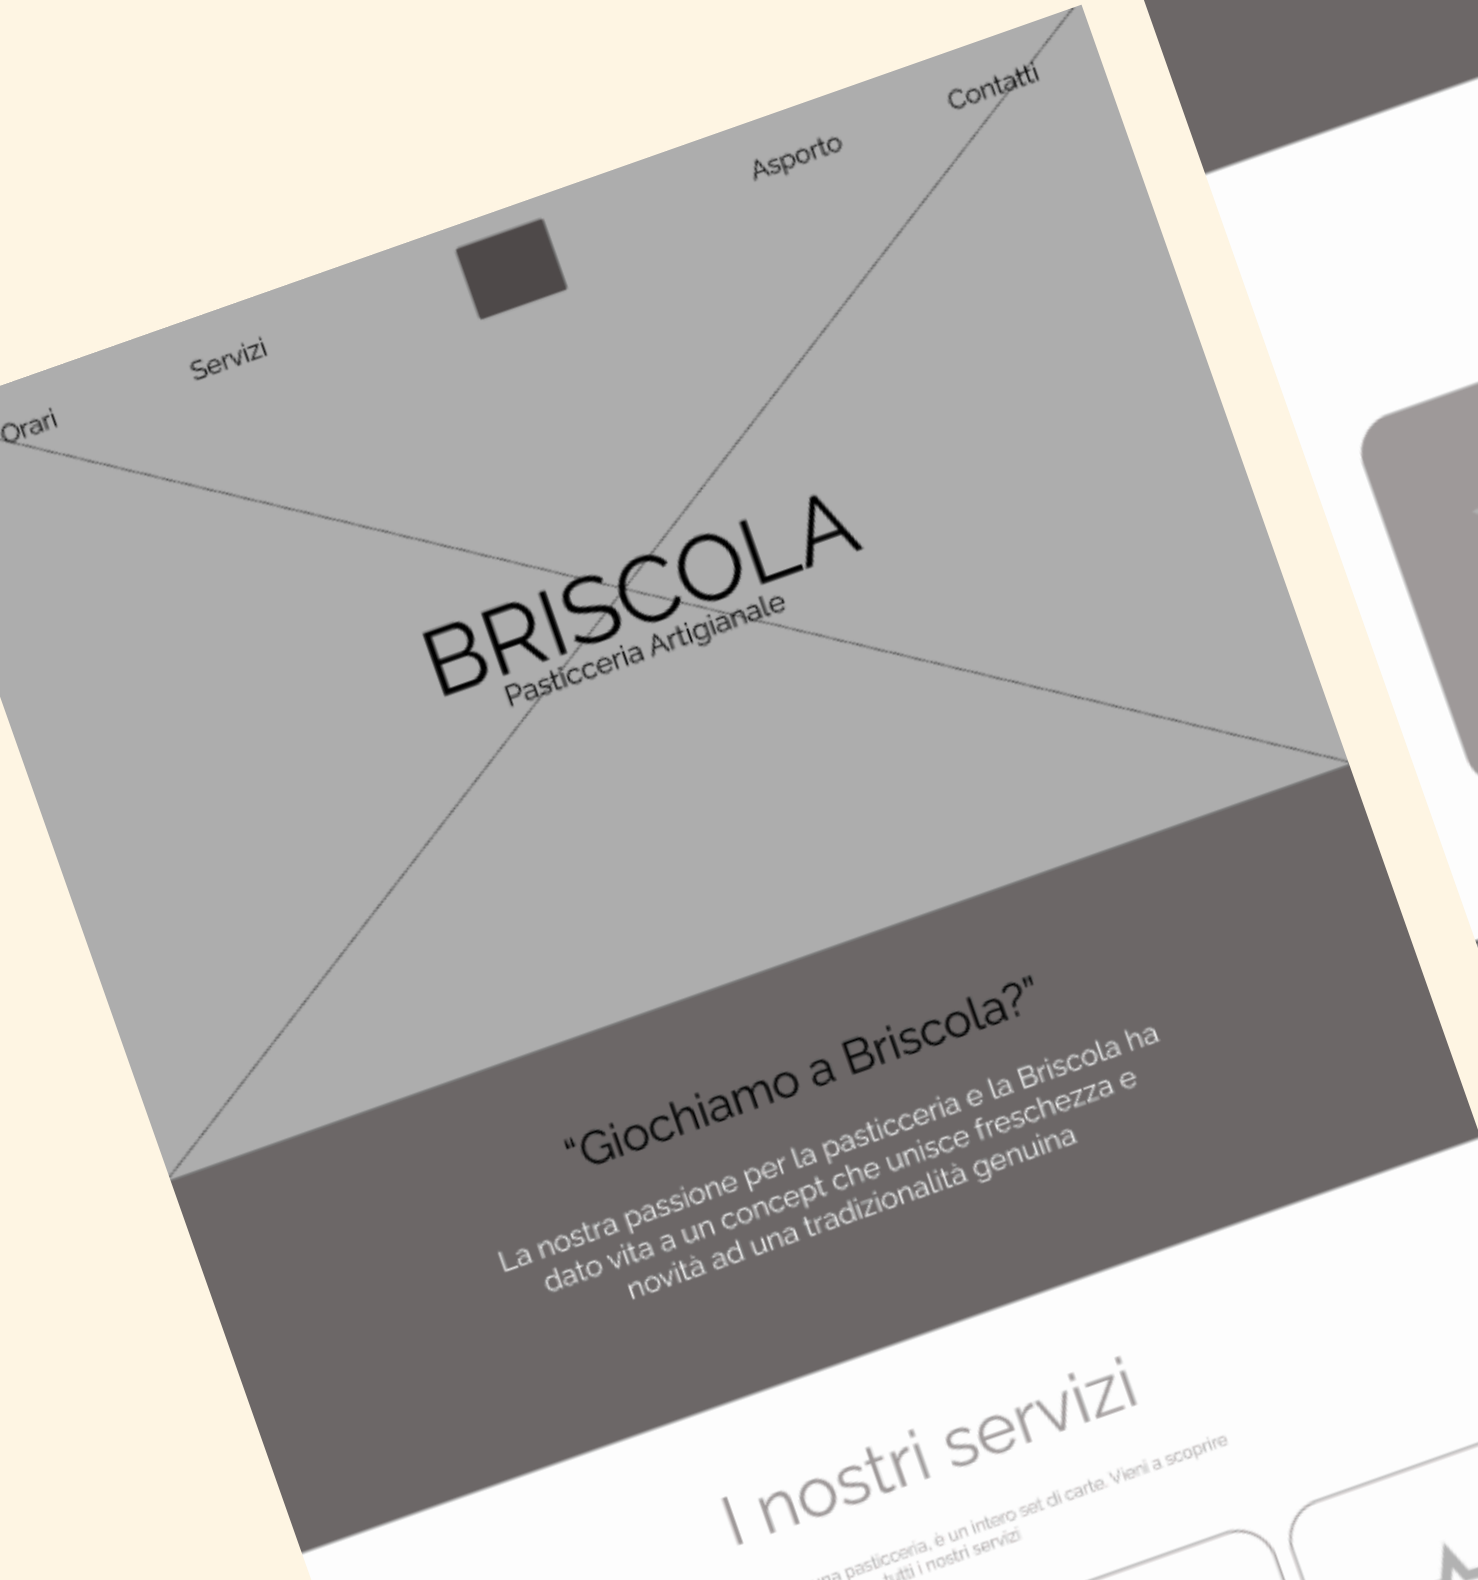 Orari
Servizi
Asporto
Contatti
BRISCOLA
Pasticceria Artigianale
“Giochiamo a Briscola?”
La nostra passione per la pasticceria e la Briscola ha
dato vita a un concept che unisce freschezza e
novità ad una tradizionalità genuina
I nostri servizi
pasticceria, è un intero set di carte. Vieni a scoprire
tutti i nostri servizi